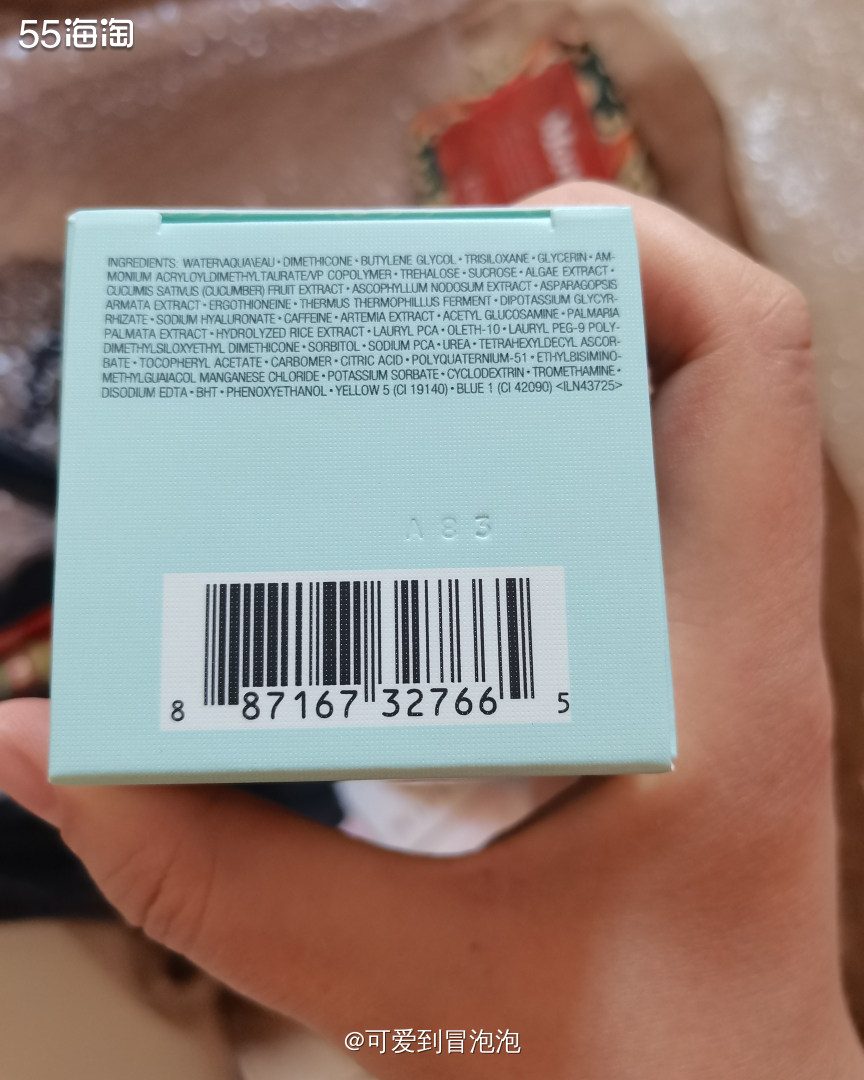 55海淘
INGREDIENTS: WATER\AQUA\EAU • DIMETHICONE • BUTYLENE GLYCOL • TRISILOXANE • GLYCERIN • AM-
MONIUM ACRYLOYLDIMETHYLTAURATE/VP COPOLYMER • TREHALOSE • SUCROSE • ALGAE EXTRACT •
CUCUMIS SATIVUS (CUCUMBER) FRUIT EXTRACT • ASCOPHYLLUM NODOSUM EXTRACT • ASPARAGOPSIS
ARMATA EXTRACT • ERGOTHIONEINE • THERMUS THERMOPHILLUS FERMENT • DIPOTASSIUM GLYCYR-
RHIZATE • SODIUM HYALURONATE • CAFFEINE • ARTEMIA EXTRACT • ACETYL GLUCOSAMINE • PALMARIA
PALMATA EXTRACT • HYDROLYZED RICE EXTRACT • LAURYL PCA • OLETH-10 • LAURYL PEG-9 POLY-
DIMETHYLSILOXYETHYL DIMETHICONE • SORBITOL • SODIUM PCA • UREA • TETRAHEXYLDECYL ASCOR-
BATE • TOCOPHERYL ACETATE • CARBOMER • CITRIC ACID • POLYQUATERNIUM-51 • ETHYLBISIMINO-
METHYLGUAIACOL MANGANESE CHLORIDE • POTASSIUM SORBATE • CYCLODEXTRIN • TROMETHAMINE •
DISODIUM EDTA • BHT • PHENOXYETHANOL • YELLOW 5 (CI 19140) • BLUE 1 (CI 42090) <ILN43725>
A83
8 87167 32766 5
@可爱到冒泡泡